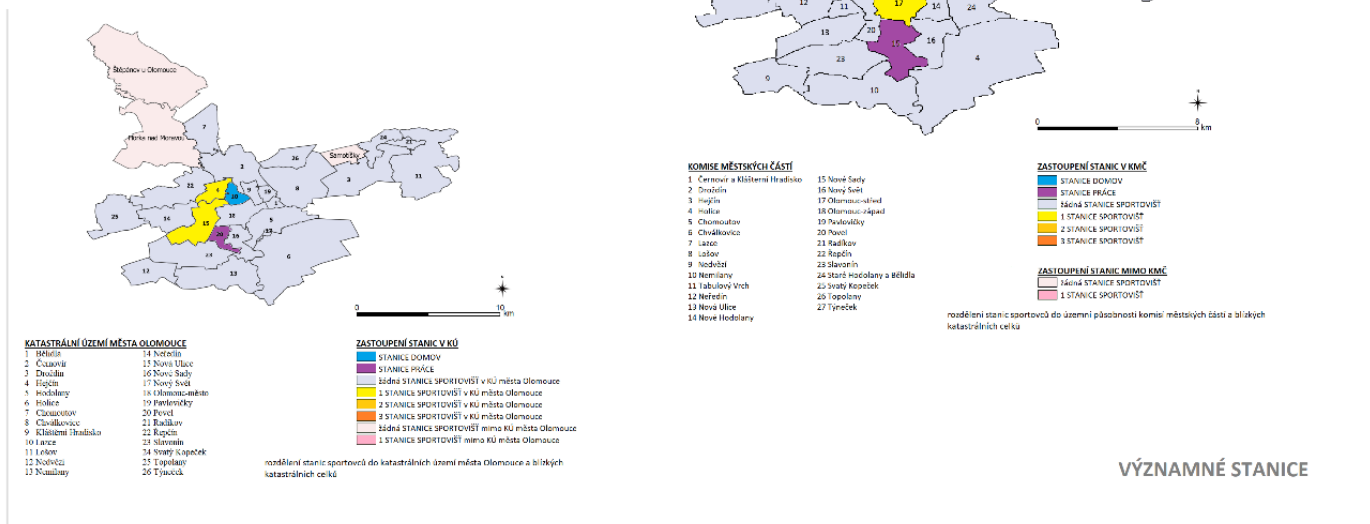 Štěpánov u Olomouce
Horka nad Moravou
Samotišky
0 10 km
KATASTRÁLNÍ ÚZEMÍ MĚSTA OLOMOUCE
1 Bělidla
2 Černovír
3 Droždín
4 Hejčín
5 Hodolany
6 Holice
7 Chomoutov
8 Chválkovice
9 Klášterní Hradisko
10 Lazce
11 Lošov
12 Nedvězí
13 Nemilany
14 Neředín
15 Nová Ulice
16 Nové Sady
17 Nový Svět
18 Olomouc-město
19 Pavlovičky
20 Povel
21 Radíkov
22 Řepčín
23 Slavonín
24 Svatý Kopeček
25 Topolany
26 Týneček
ZASTOUPENÍ STANIC V KÚ
STANICE DOMOV
STANICE PRÁCE
žádná STANICE SPORTOVIŠŤ v KÚ města Olomouce
1 STANICE SPORTOVIŠŤ v KÚ města Olomouce
2 STANICE SPORTOVIŠŤ v KÚ města Olomouce
3 STANICE SPORTOVIŠŤ v KÚ města Olomouce
žádná STANICE SPORTOVIŠŤ mimo KÚ města Olomouce
1 STANICE SPORTOVIŠŤ mimo KÚ města Olomouce
rozdělení stanic sportovců do katastrálních území města Olomouce a blízkých
katastrálních celků
0 8 km
KOMISE MĚSTSKÝCH ČÁSTÍ
1 Černovír a Klášterní Hradisko
2 Droždín
3 Hejčín
4 Holice
5 Chomoutov
6 Chválkovice
7 Lazce
8 Lošov
9 Nedvězí
10 Nemilany
11 Tabulový Vrch
12 Neředín
13 Nová Ulice
14 Nové Hodolany
15 Nové Sady
16 Nový Svět
17 Olomouc-střed
18 Olomouc-západ
19 Pavlovičky
20 Povel
21 Radíkov
22 Řepčín
23 Slavonín
24 Staré Hodolany a Bělidla
25 Svatý Kopeček
26 Topolany
27 Týneček
ZASTOUPENÍ STANIC V KMČ
STANICE DOMOV
STANICE PRÁCE
žádná STANICE SPORTOVIŠŤ
1 STANICE SPORTOVIŠŤ
2 STANICE SPORTOVIŠŤ
3 STANICE SPORTOVIŠŤ
ZASTOUPENÍ STANIC MIMO KMČ
žádná STANICE SPORTOVIŠŤ
1 STANICE SPORTOVIŠŤ
rozdělení stanic sportovců do územní působnosti komisí městských částí a blízkých
katastrálních celků
VÝZNAMNÉ STANICE